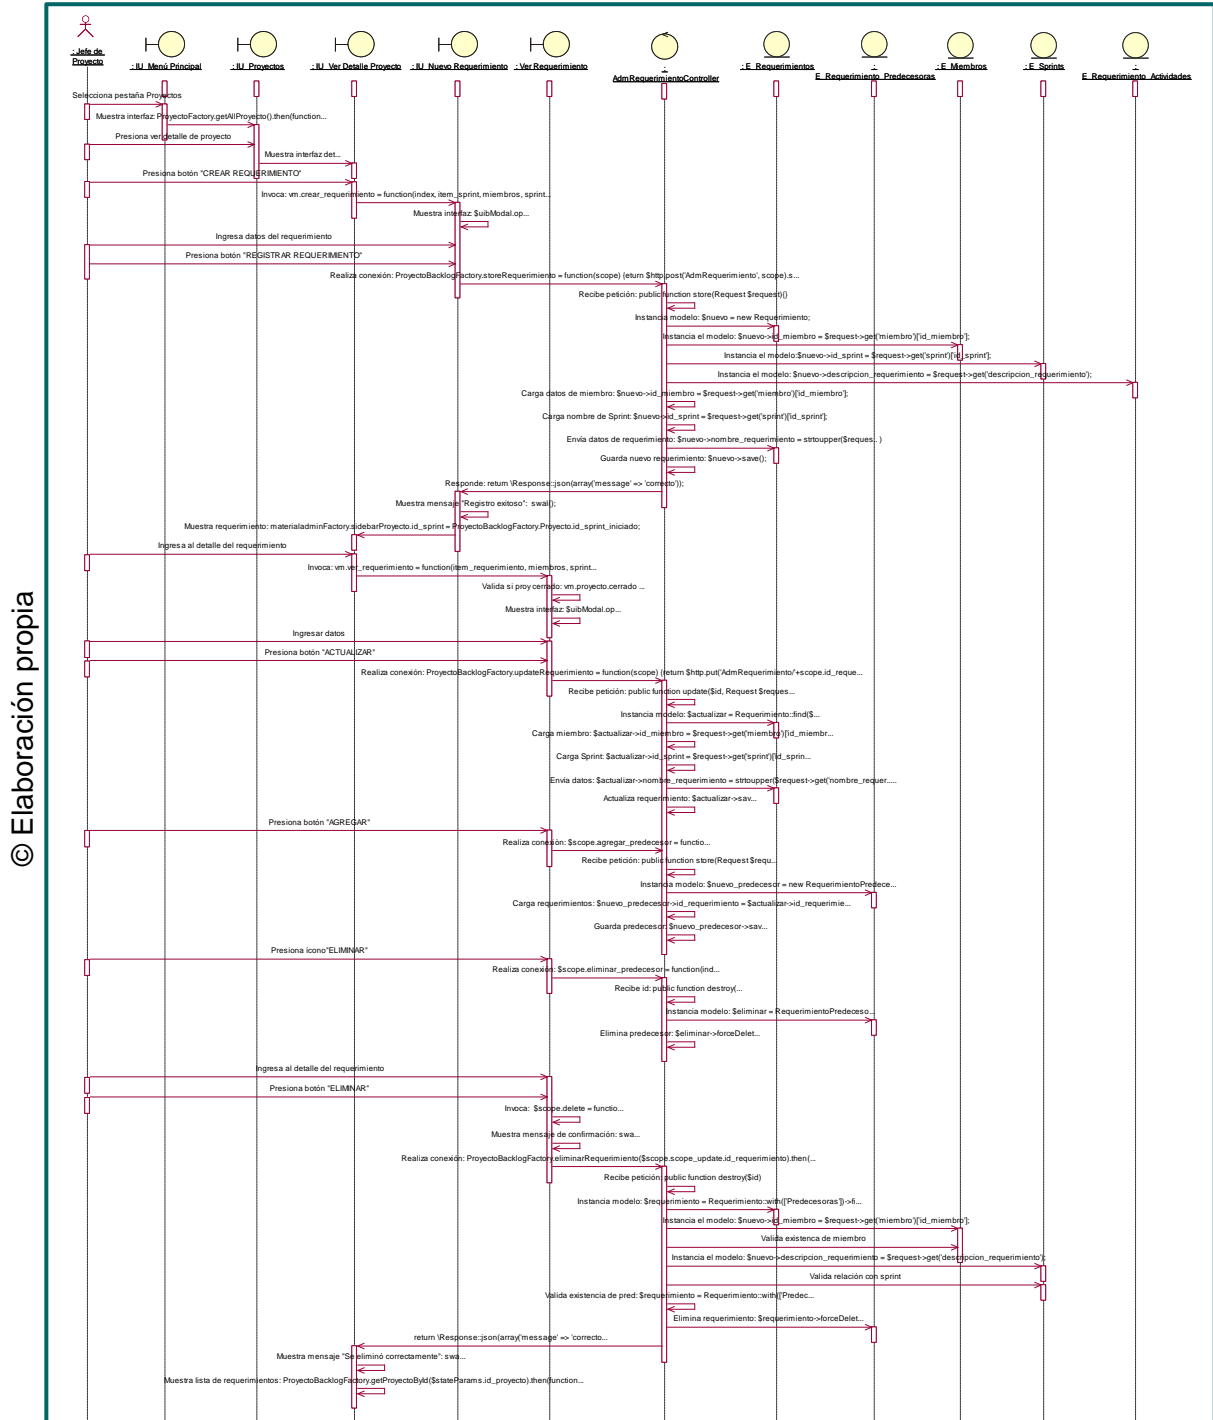 : Jefe de
Proyecto
: IU_Menú Principal
: IU_Proyectos
: IU_Ver Detalle Proyecto
: IU_Nuevo Requerimiento
: Ver Requerimiento
:
AdmRequerimientoController
: E_Requerimientos
:
E_Requerimiento_Predecesoras
: E_Miembros
: E_Sprints
:
E_Requerimiento_Actividades
Selecciona pestaña Proyectos
Muestra interfaz: ProyectoFactory.getAllProyecto().then(function...
Presiona ver detalle de proyecto
Muestra interfaz det...
Presiona botón "CREAR REQUERIMIENTO"
Invoca: vm.crear_requerimiento = function(index, item_sprint, miembros, sprint...
Muestra interfaz: $uibModal.op...
Ingresa datos del requerimiento
Presiona botón "REGISTRAR REQUERIMIENTO"
Realiza conexión: ProyectoBacklogFactory.storeRequerimiento = function(scope) {eturn $http.post('AdmRequerimiento', scope).s...
Recibe petición: public function store(Request $request){}
Instancia modelo: $nuevo = new Requerimiento;
Instancia el modelo: $nuevo->id_miembro = $request->get('miembro')['id_miembro'];
Instancia el modelo:$nuevo->id_sprint = $request->get('sprint')['id_sprint'];
Instancia el modelo: $nuevo->descripcion_requerimiento = $request->get('descripcion_requerimiento');
Carga datos de miembro: $nuevo->id_miembro = $request->get('miembro')['id_miembro'];
Carga nombre de Sprint: $nuevo->id_sprint = $request->get('sprint')['id_sprint'];
Envía datos de requerimiento: $nuevo->nombre_requerimiento = strtoupper($reques.. )
Guarda nuevo requerimiento: $nuevo->save();
Responde: return \Response::json(array('message' => 'correcto'));
Muestra mensaje "Registro exitoso": swal();
Muestra requerimiento: materialadminFactory.sidebarProyecto.id_sprint = ProyectoBacklogFactory.Proyecto.id_sprint_iniciado;
Ingresa al detalle del requerimiento
Invoca: vm.ver_requerimiento = function(item_requerimiento, miembros, sprint...
Valida si proy cerrado: vm.proyecto.cerrado ...
Muestra interfaz: $uibModal.op...
Ingresar datos
Presiona botón "ACTUALIZAR"
Realiza conexión: ProyectoBacklogFactory.updateRequerimiento = function(scope) {return $http.put('AdmRequerimiento/'+scope.id_reque...
Recibe petición: public function update($id, Request $reques...
Instancia modelo: $actualizar = Requerimiento::find($...
Carga miembro: $actualizar->id_miembro = $request->get('miembro')['id_miembr...
Carga Sprint: $actualizar->id_sprint = $request->get('sprint')['id_sprin...
Envía datos: $actualizar->nombre_requerimiento = strtoupper($request->get('nombre_requer.....
Actualiza requerimiento: $actualizar->sav...
Presiona botón "AGREGAR"
Realiza conexión: $scope.agregar_predecesor = functio...
Recibe petición: public function store(Request $requ...
Instancia modelo: $nuevo_predecesor = new RequerimientoPredece...
Carga requerimientos: $nuevo_predecesor->id_requerimiento = $actualizar->id_requerimie...
Guarda predecesor: $nuevo_predecesor->sav...
Presiona ícono"ELIMINAR"
Realiza conexión: $scope.eliminar_predecesor = function(ind...
Recibe id: public function destroy(...
Instancia modelo: $eliminar = RequerimientoPredeceso...
Elimina predecesor: $eliminar->forceDelet...
Ingresa al detalle del requerimiento
Presiona botón "ELIMINAR"
Invoca: $scope.delete = functio...
Muestra mensaje de confirmación: swa...
Realiza conexión: ProyectoBacklogFactory.eliminarRequerimiento($scope.scope_update.id_requerimiento).then(...
Recibe petición: public function destroy($id)
Instancia modelo: $requerimiento = Requerimiento::with(['Predecesoras'])->fi...
Instancia el modelo: $nuevo->id_miembro = $request->get('miembro')['id_miembro'];
Valida existenca de miembro
Instancia el modelo: $nuevo->descripcion_requerimiento = $request->get('descripcion_requerimiento');
Valida relación con sprint
Valida existencia de pred: $requerimiento = Requerimiento::with(['Predec...
Elimina requerimiento: $requerimiento->forceDelet...
return \Response::json(array('message' => 'correcto...
Muestra mensaje "Se eliminó correctamente": swa...
Muestra lista de requerimientos: ProyectoBacklogFactory.getProyectoById($stateParams.id_proyecto).then(function...
© Elaboración propia